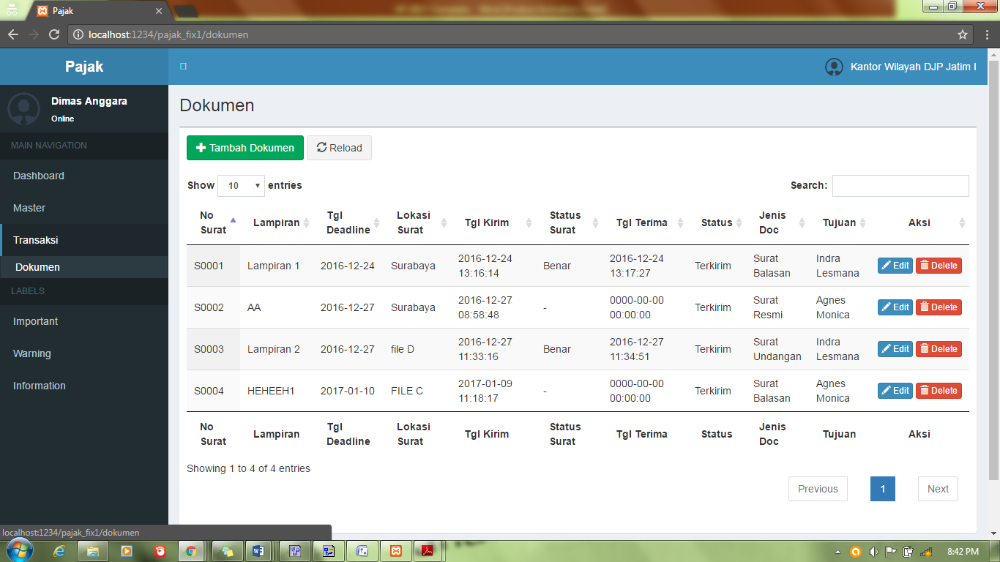 Pajak
localhost:1234/pajak_fix1/dokumen
Pajak
Kantor Wilayah DJP Jatim I
Dimas Anggara
Online
MAIN NAVIGATION
Dashboard
Master
Transaksi
Dokumen
LABELS
Important
Warning
Information
Dokumen
Tambah Dokumen Reload
Show 10 entries Search:
No Surat Lampiran Tgl Deadline Lokasi Surat Tgl Kirim Status Surat Tgl Terima Status Jenis Doc Tujuan Aksi
S0001 Lampiran 1 2016-12-24 Surabaya 2016-12-24 13:16:14 Benar 2016-12-24 13:17:27 Terkirim Surat Balasan Indra Lesmana Edit Delete
S0002 AA 2016-12-27 Surabaya 2016-12-27 08:58:48 - 0000-00-00 00:00:00 Terkirim Surat Resmi Agnes Monica Edit Delete
S0003 Lampiran 2 2016-12-27 file D 2016-12-27 11:33:16 Benar 2016-12-27 11:34:51 Terkirim Surat Undangan Indra Lesmana Edit Delete
S0004 HEHEEH1 2017-01-10 FILE C 2017-01-09 11:18:17 - 0000-00-00 00:00:00 Terkirim Surat Balasan Agnes Monica Edit Delete
No Surat Lampiran Tgl Deadline Lokasi Surat Tgl Kirim Status Surat Tgl Terima Status Jenis Doc Tujuan Aksi
Showing 1 to 4 of 4 entries
Previous 1 Next
localhost:1234/pajak_fix1/dokumen
8:42 PM